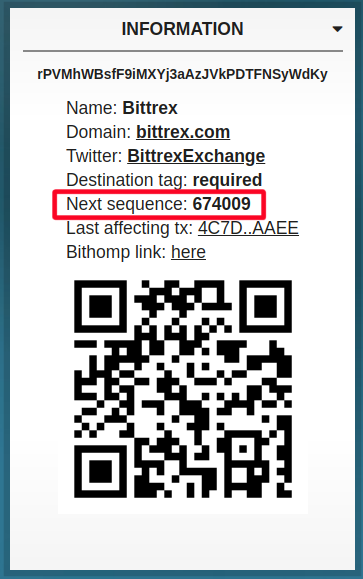 INFORMATION
rPVMhWBsfF9iMXYj3aAzJVkPDTFNSyWdKy
Name: Bittrex
Domain: bittrex.com
Twitter: BittrexExchange
Destination tag: required
Next sequence: 674009
Last affecting tx: 4C7D..AAEE
Bithomp link: here